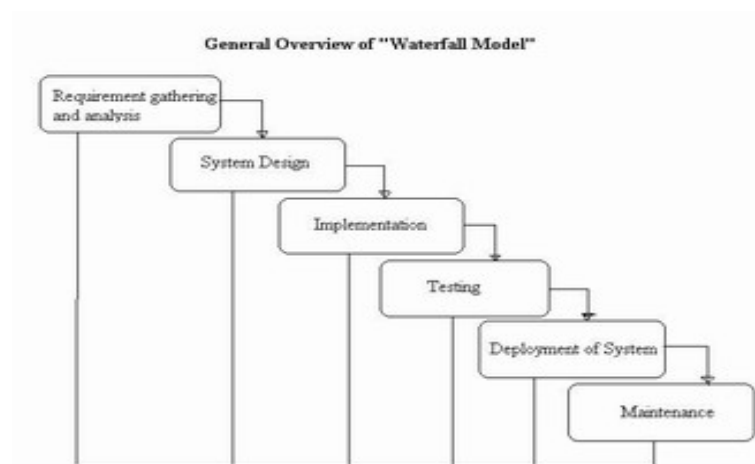 General Overview of "Waterfall Model"
Requirement gathering
and analysis
System Design
Implementation
Testing
Deployment of System
Maintenance